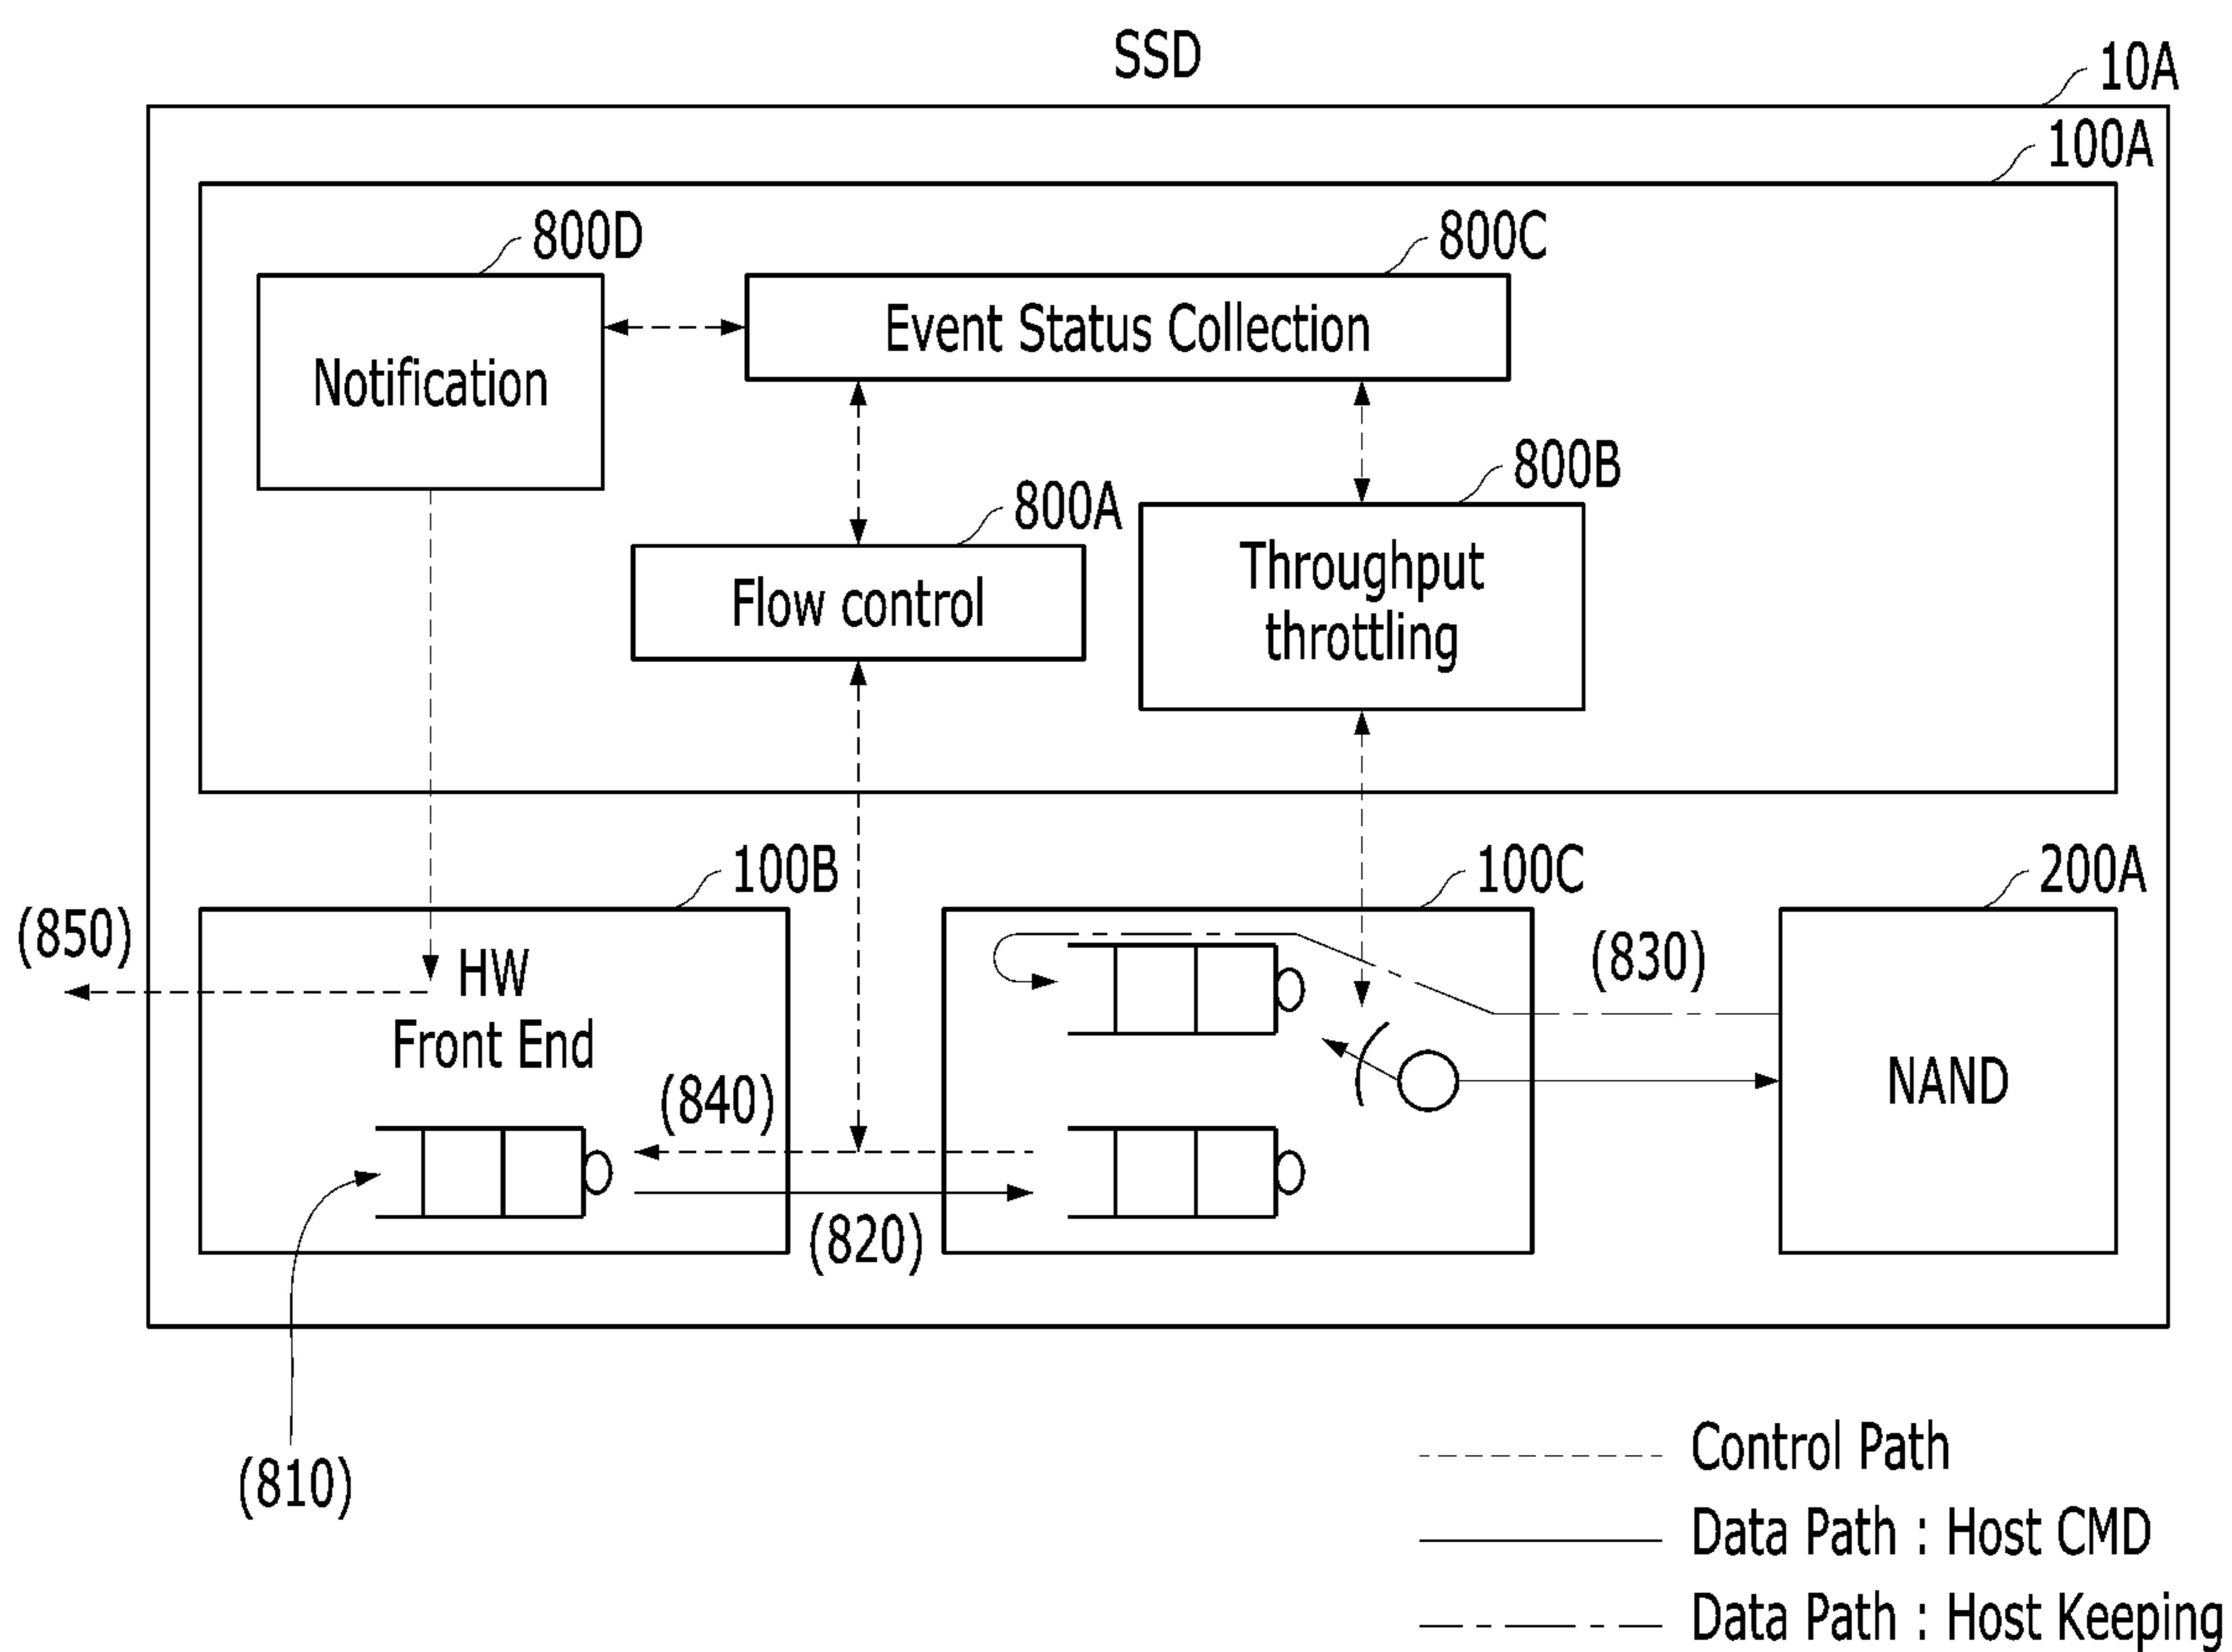 SSD
10A
100A
800D
800C
Event Status Collection
Notification
800B
800A
Throughput
throttling
Flow control
100B
100C
200A
(850)
HW
Front End
(830)
(840)
NAND
(820)
(810)
Control Path
Data Path : Host CMD
Data Path : Host Keeping